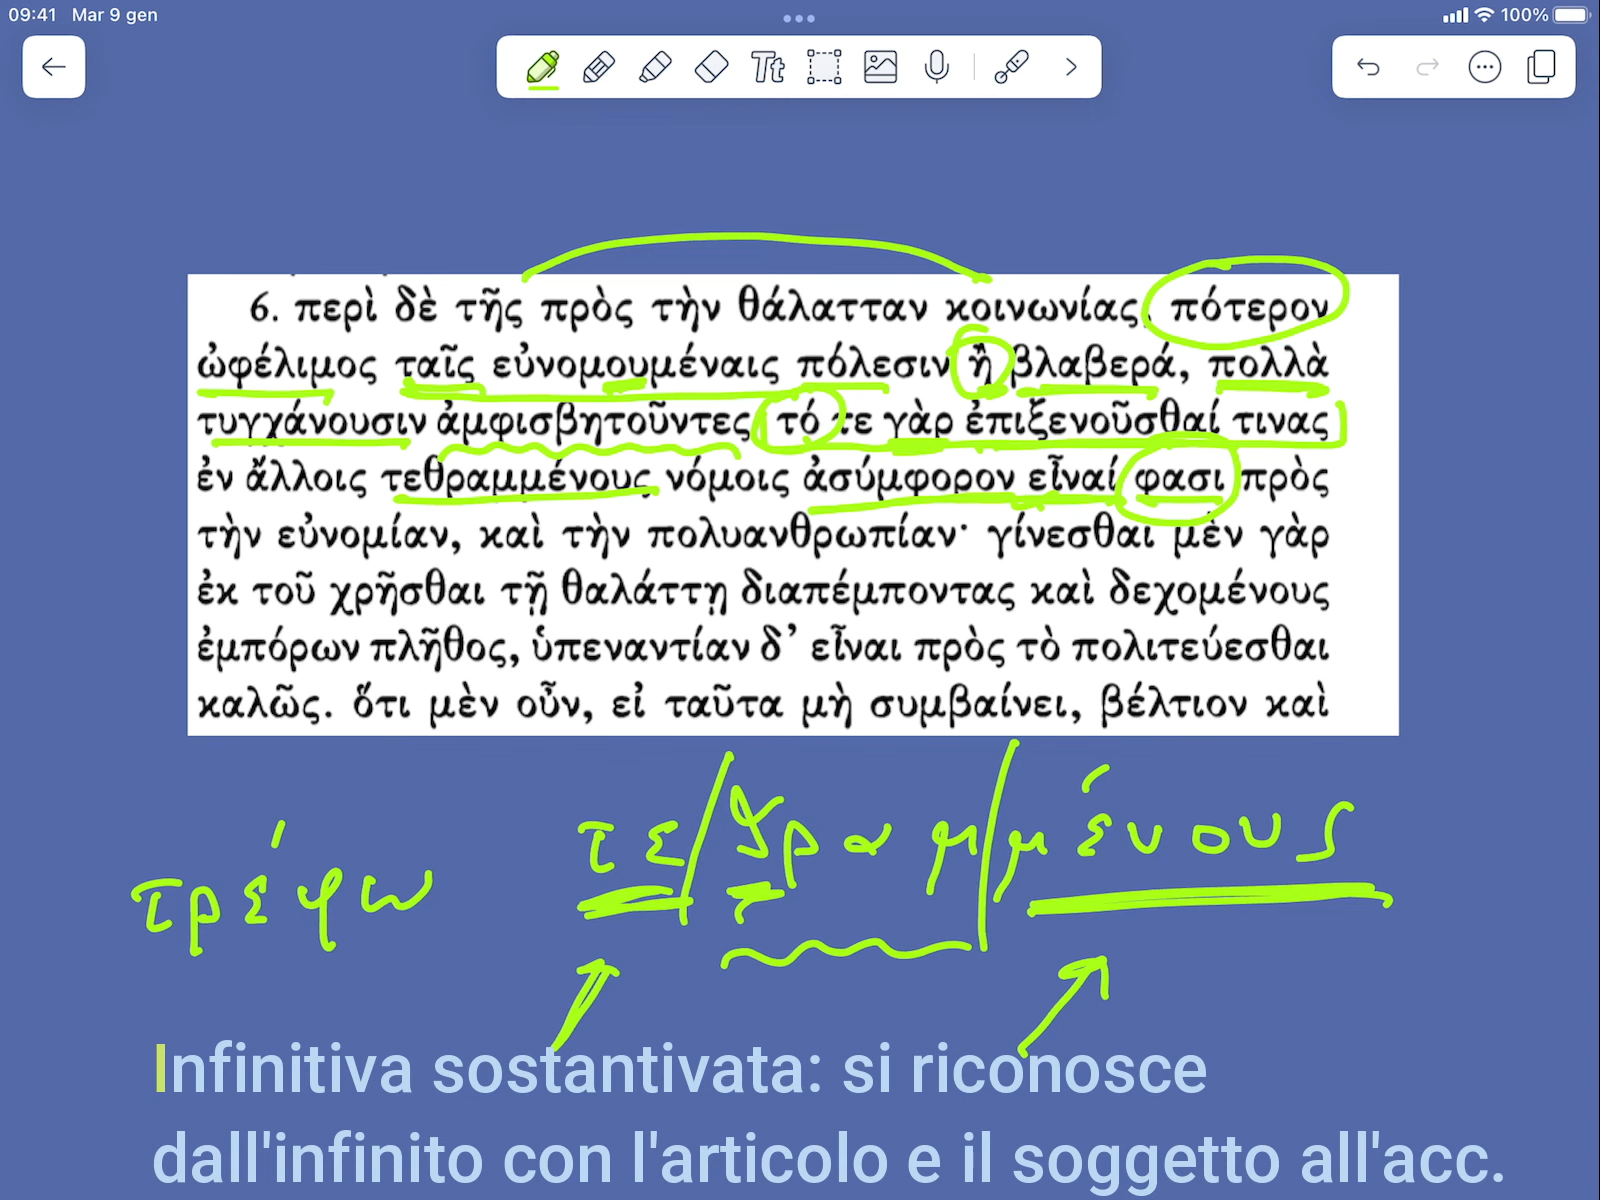 09:41 Mar 9 gen
100%
Tt
6. περὶ δὲ τῆς πρὸς τὴν θάλατταν κοινωνίας, πότερον
ὠφέλιμος ταῖς εὐνομουμέναις πόλεσιν ἢ βλαβερά, πολλὰ
τυγχάνουσιν ἀμφισβητοῦντες τό τε γὰρ ἐπιξενοῦσθαί τινας
ἐν ἄλλοις τεθραμμένους νόμοις ἀσύμφορον εἶναί φασι πρὸς
τὴν εὐνομίαν, καὶ τὴν πολυανθρωπίαν· γίνεσθαι μὲν γὰρ
ἐκ τοῦ χρῆσθαι τῇ θαλάττῃ διαπέμποντας καὶ δεχομένους
ἐμπόρων πλῆθος, ὑπεναντίαν δ’ εἶναι πρὸς τὸ πολιτεύεσθαι
καλῶς. ὅτι μὲν οὖν, εἰ ταῦτα μὴ συμβαίνει, βέλτιον καὶ
τρέφω τε/θραμ/μένους
τ
Infinitiva sostantivata: si riconosce
dall'infinito con l'articolo e il soggetto all'acc.